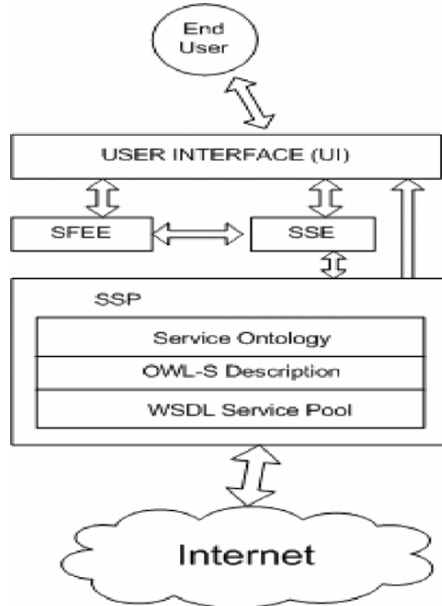 End
User
USER INTERFACE (UI)
SFEE
SSE
SSP
Service Ontology
OWL-S Description
WSDL Service Pool
Internet